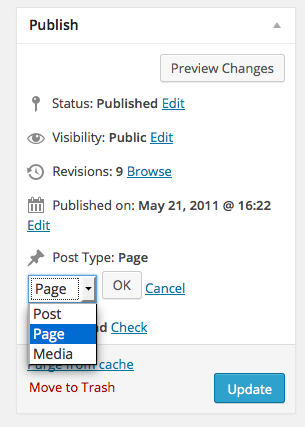 Publish
Preview Changes
Status: Published Edit
Visibility: Public Edit
Revisions: 9 Browse
Published on: May 21, 2011 @ 16:22
Edit
Post Type: Page
Page OK Cancel
Post
Page
Media
Check
Purge from cache
Move to Trash
Update